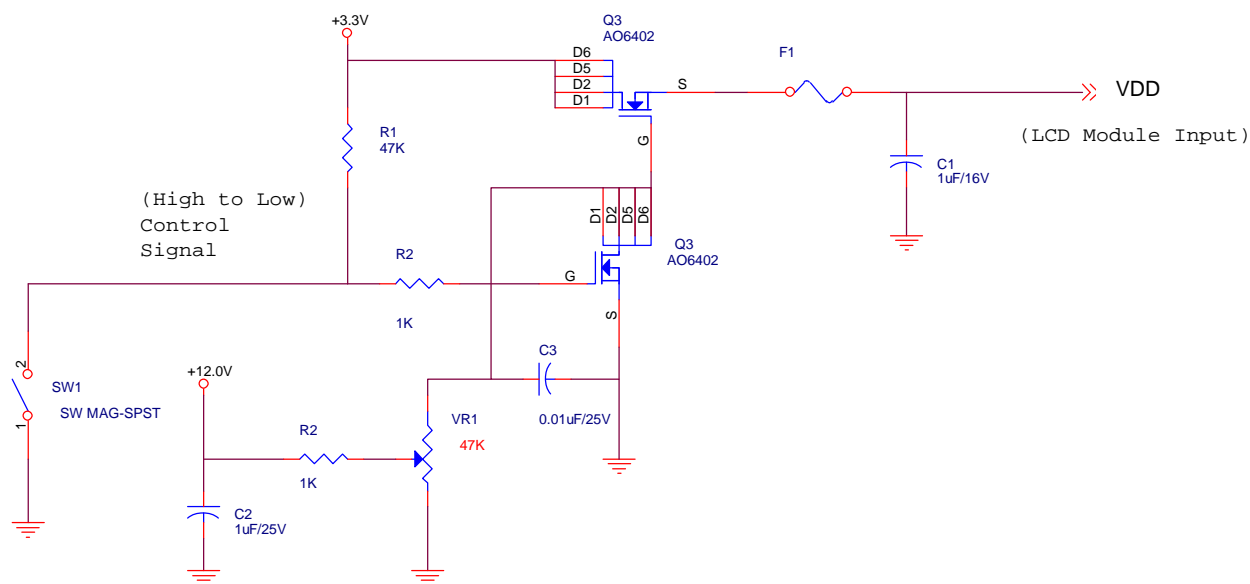 +3.3V
Q3
AO6402
D6
D5
D2
D1
S
G
F1
VDD
(LCD Module Input)
R1
47K
C1
1uF/16V
(High to Low)
Control
Signal
D1
D2
D5
D6
Q3
AO6402
R2
1K
G
S
2
SW1
SW MAG-SPST
1
+12.0V
C3
0.01uF/25V
R2
1K
VR1
47K
C2
1uF/25V